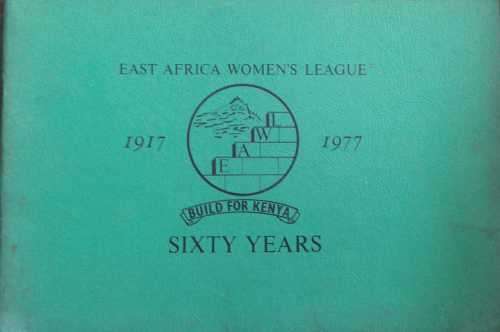 EAST AFRICA WOMEN'S LEAGUE
1917
1977
E A W L
BUILD FOR KENYA
SIXTY YEARS